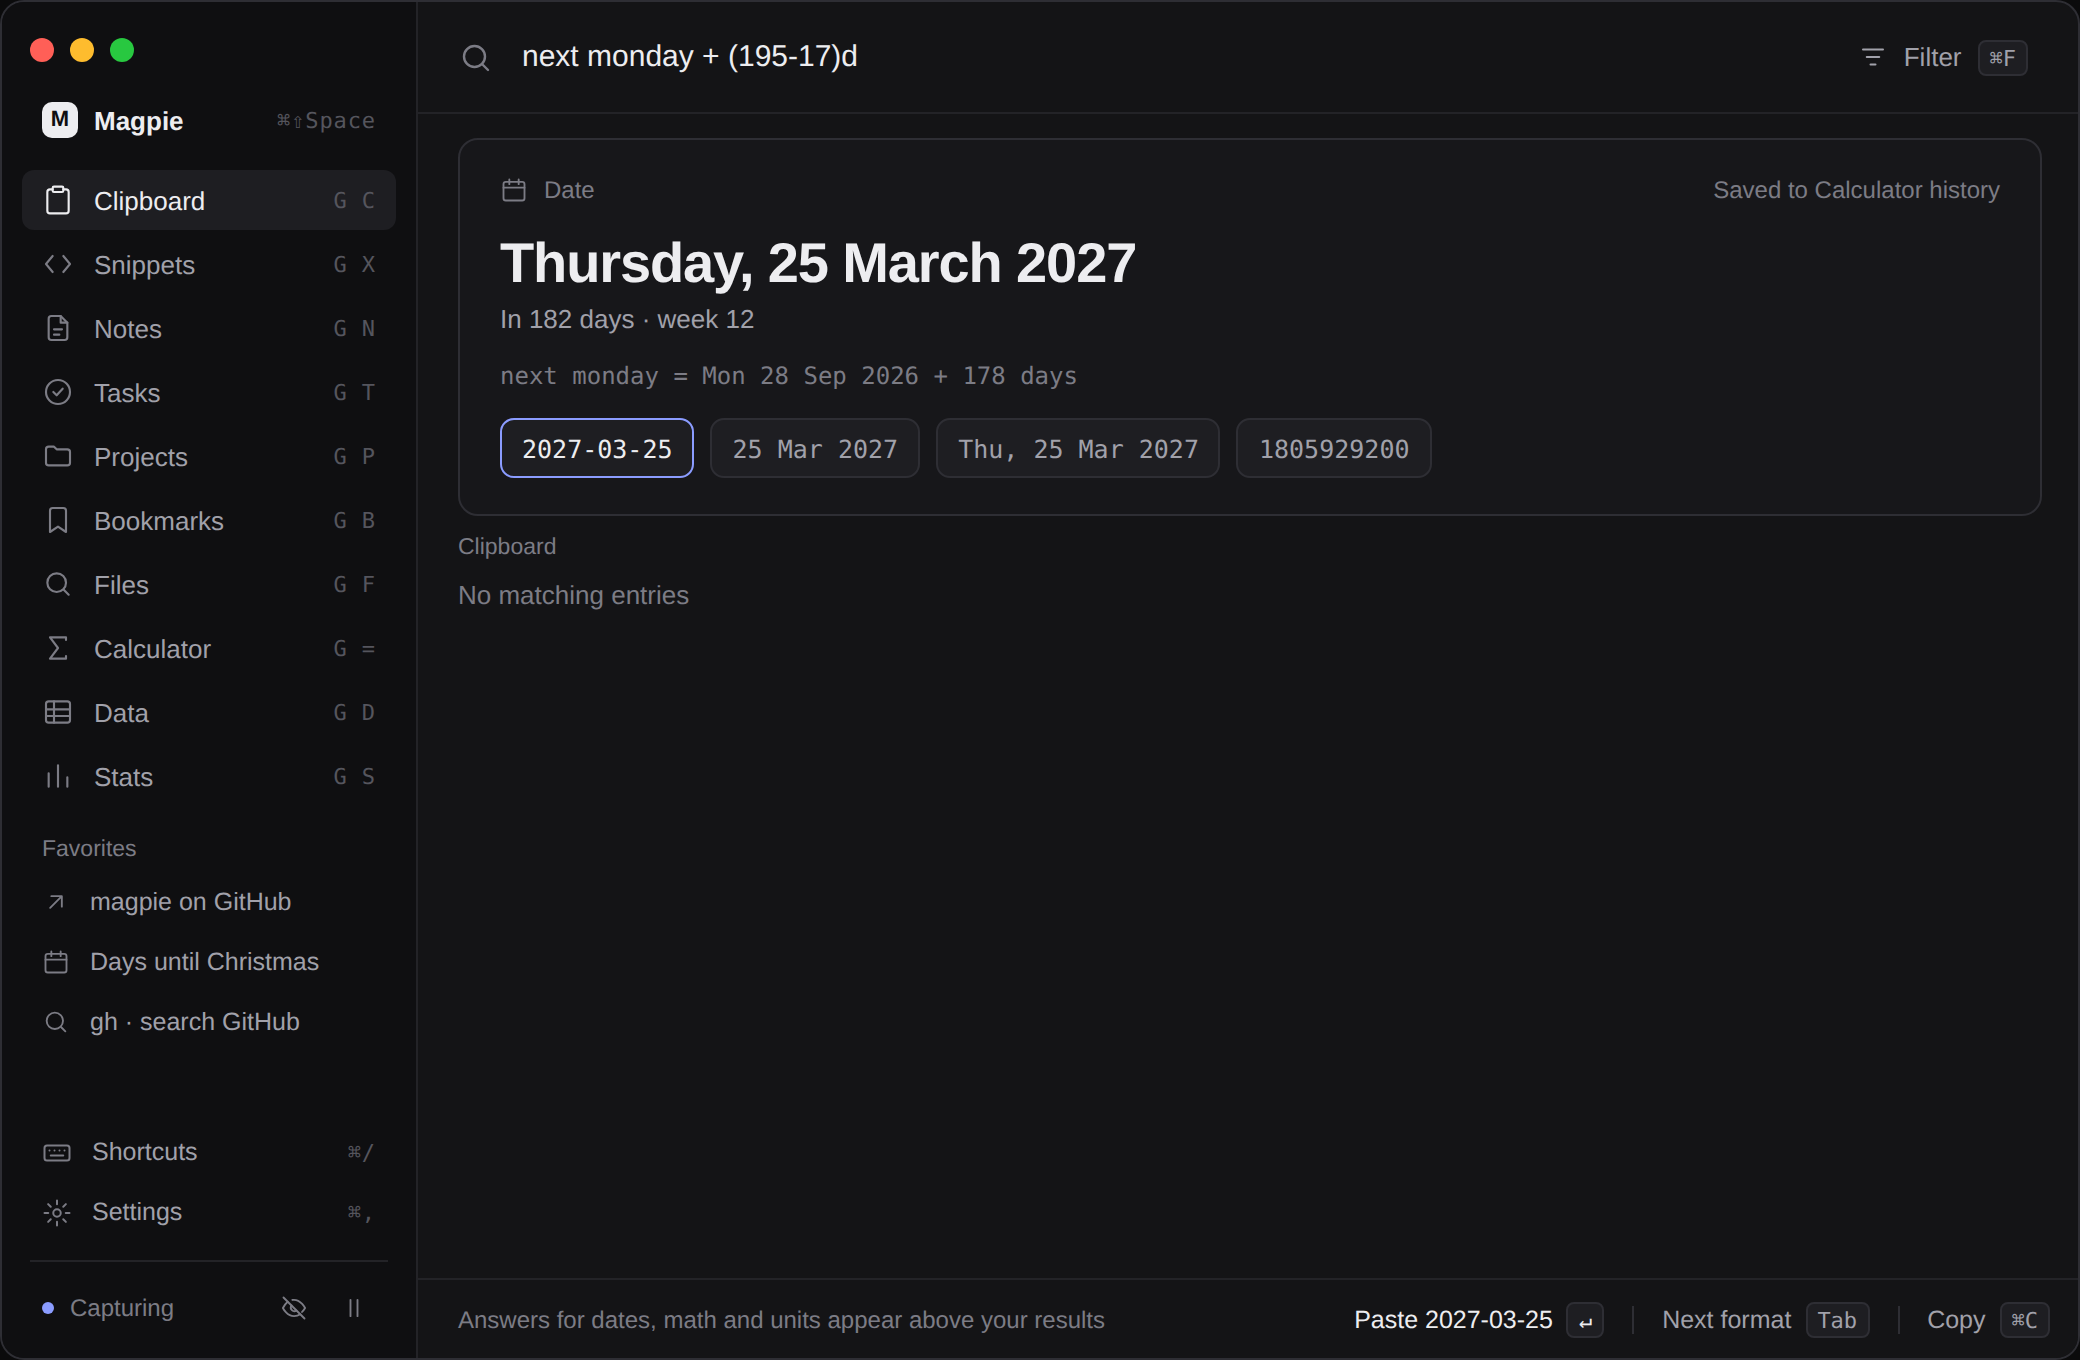 M Magpie ⌘⇧Space
Clipboard G C
Snippets G X
Notes G N
Tasks G T
Projects G P
Bookmarks G B
Files G F
Calculator G =
Data G D
Stats G S
Favorites
magpie on GitHub
Days until Christmas
gh · search GitHub
Shortcuts ⌘/
Settings ⌘,
Capturing
next monday + (195-17)d
Filter ⌘F
Date
Saved to Calculator history
Thursday, 25 March 2027
In 182 days · week 12
next monday = Mon 28 Sep 2026 + 178 days
2027-03-25 25 Mar 2027 Thu, 25 Mar 2027 1805929200
Clipboard
No matching entries
Answers for dates, math and units appear above your results
Paste 2027-03-25 ↵ Next format Tab Copy ⌘C